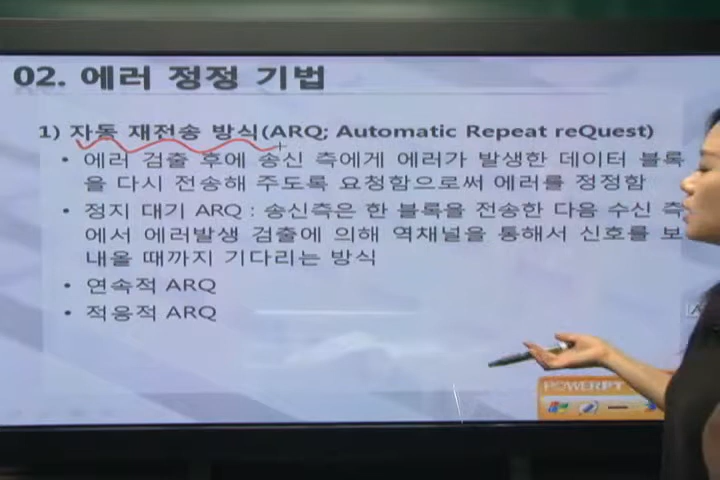 02. 에러 정정 기법
1) 자동 재전송 방식(ARQ; Automatic Repeat reQuest)
• 에러 검출 후에 송신 측에게 에러가 발생한 데이터 블록
을 다시 전송해 주도록 요청함으로써 에러를 정정함
• 정지 대기 ARQ : 송신측은 한 블록을 전송한 다음 수신 측
에서 에러발생 검출에 의해 역채널을 통해서 신호를 보
내올 때까지 기다리는 방식
• 연속적 ARQ
• 적응적 ARQ